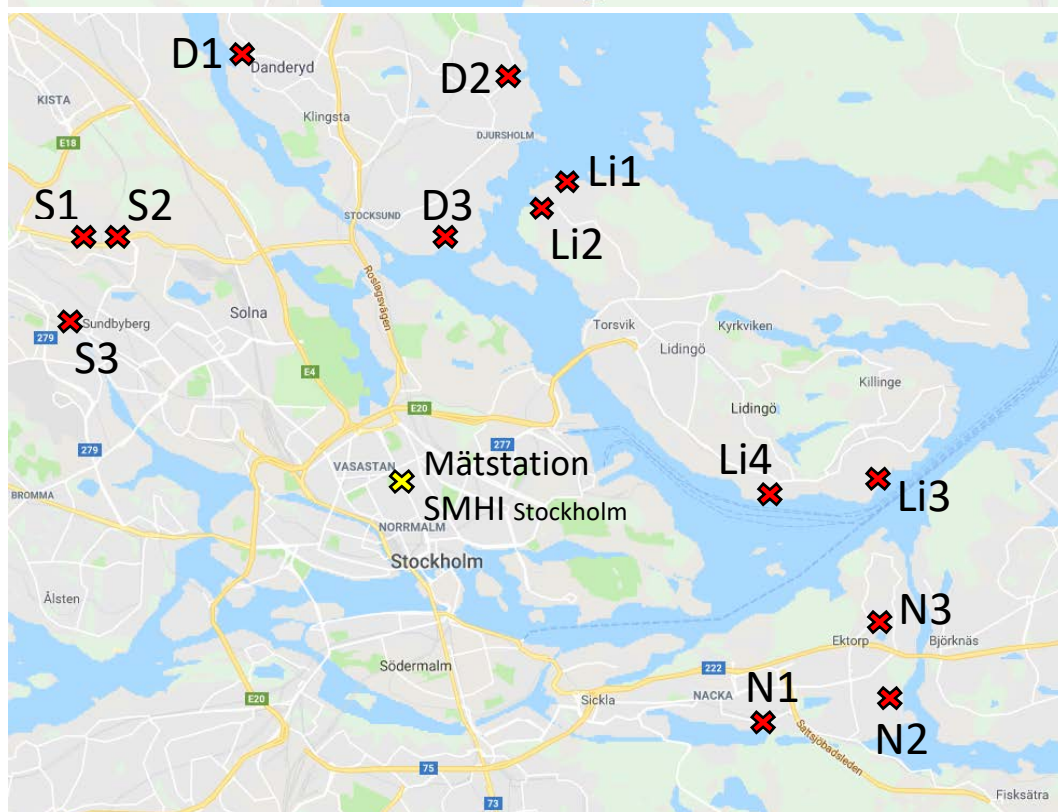 D1
Danderyd
D2
KISTA
Klingsta
DJURSHOLM
E18
Li1
S1
S2
STOCKSUND
D3
Li2
Roslagsvägen
Solna
Torsvik
Kyrkviken
Sundbyberg
279
S3
Lidingö
E4
Killinge
E20
Lidingö
279
277
VASASTAN
Mätstation
Li4
BROMMA
SMHI Stockholm
Li3
NORRMALM
Stockholm
Ålsten
N3
Ektorp
Björknäs
Södermalm
222
E20
Sickla
NACKA
N1
N2
Saltsjöbadsleden
75
73
Fisksätra